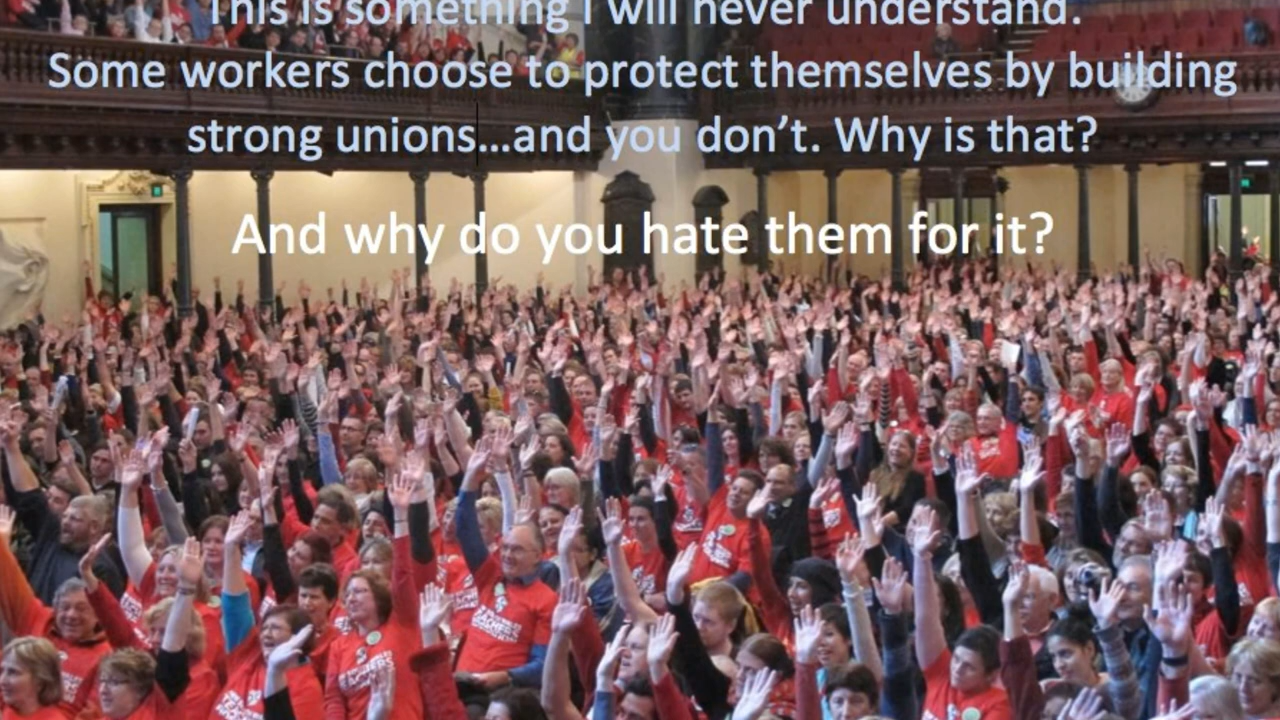 This is something I will never understand.
Some workers choose to protect themselves by building
strong unions...and you don't. Why is that?
And why do you hate them for it?